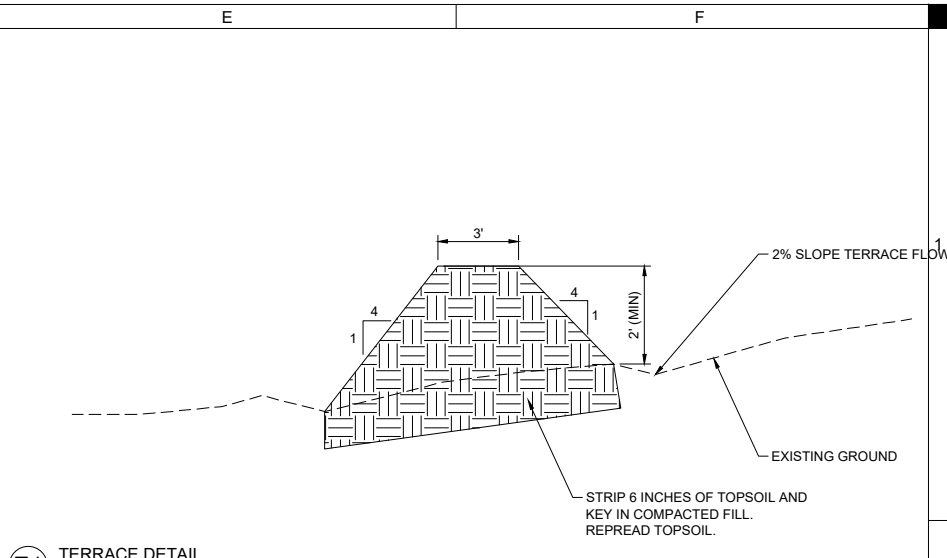 E
F
3'
1
2% SLOPE TERRACE FLOW
4
4
2' (MIN)
1
1
EXISTING GROUND
STRIP 6 INCHES OF TOPSOIL AND
KEY IN COMPACTED FILL.
REPREAD TOPSOIL.
TERRACE DETAIL